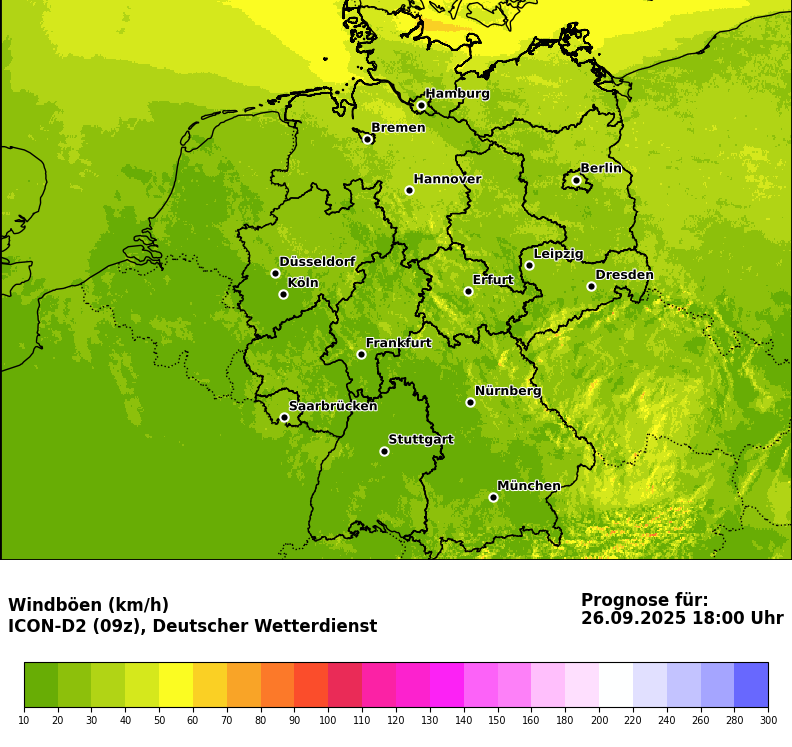 Hamburg
Bremen
Berlin
Hannover
Leipzig
Düsseldorf
Dresden
Erfurt
Köln
Frankfurt
Nürnberg
Saarbrücken
Stuttgart
München
Windböen (km/h)
ICON-D2 (09z), Deutscher Wetterdienst
Prognose für:
26.09.2025 18:00 Uhr
10 20 30 40 50 60 70 80 90 100 110 120 130 140 150 160 180 200 220 240 260 280 300